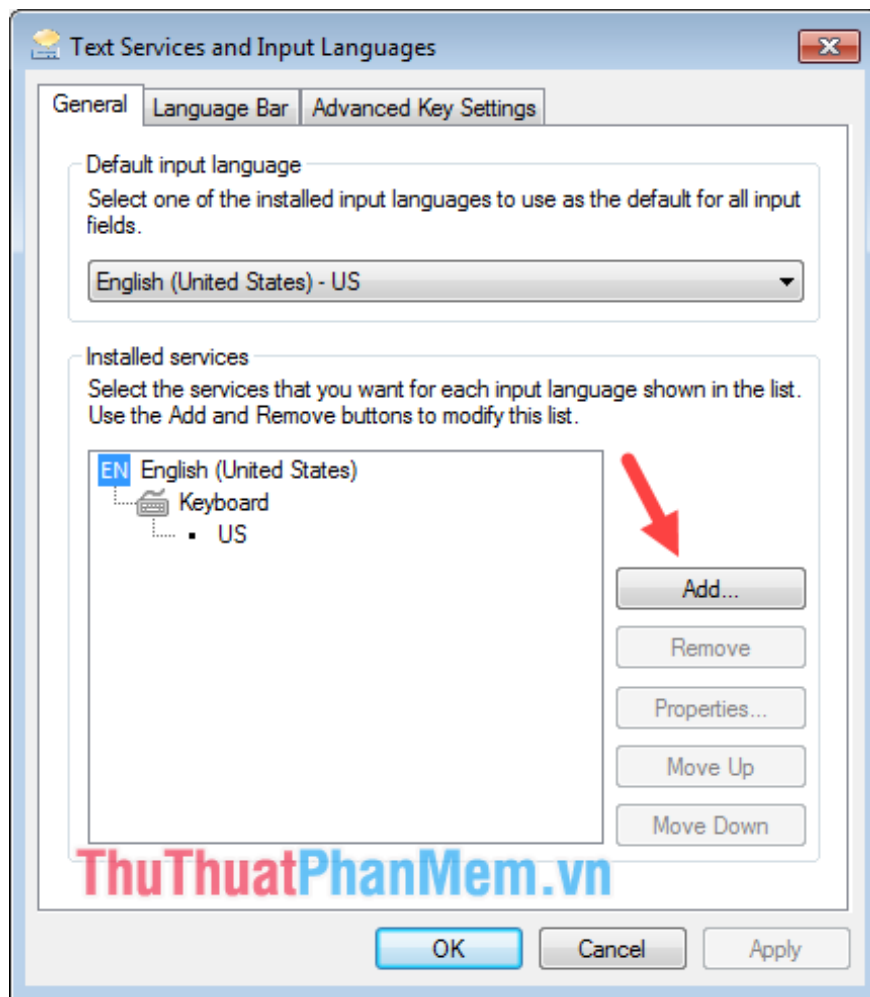 Text Services and Input Languages
General
Language Bar
Advanced Key Settings
Default input language
Select one of the installed input languages to use as the default for all input
fields.
English (United States) - US
Installed services
Select the services that you want for each input language shown in the list.
Use the Add and Remove buttons to modify this list.
EN English (United States)
Keyboard
US
Add...
Remove
Properties...
Move Up
Move Down
ThuThuatPhanMem.vn
OK
Cancel
Apply